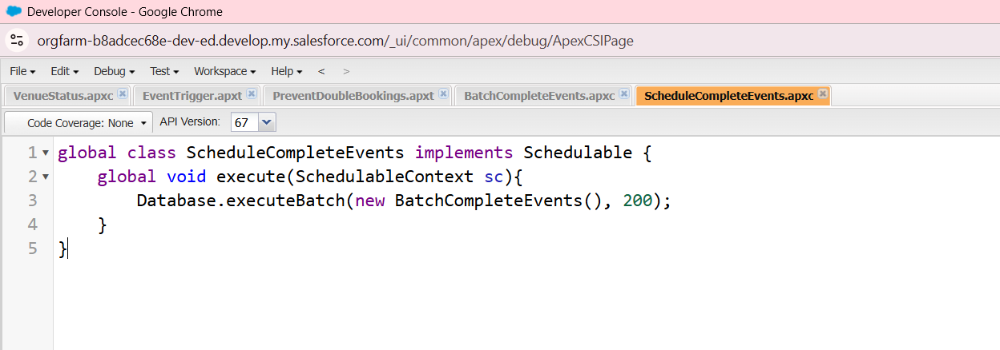 Developer Console - Google Chrome
orgfarm-b8adcec68e-dev-ed.develop.my.salesforce.com/_ui/common/apex/debug/ApexCSIPage
File Edit Debug Test Workspace Help < >
VenueStatus.apxc EventTrigger.apxt PreventDoubleBookings.apxt BatchCompleteEvents.apxc ScheduleCompleteEvents.apxc
Code Coverage: None API Version: 67
1 global class ScheduleCompleteEvents implements Schedulable {
2     global void execute(SchedulableContext sc){
3         Database.executeBatch(new BatchCompleteEvents(), 200);
4     }
5 }